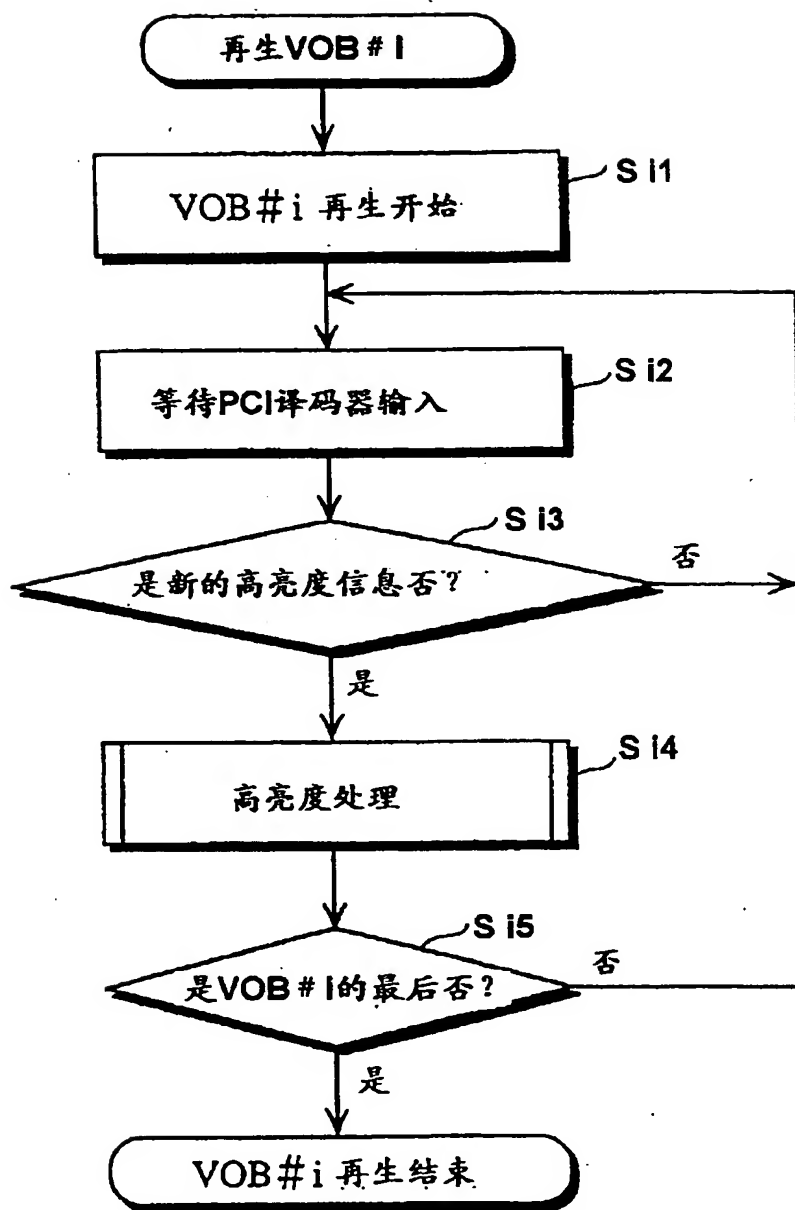 再生VOB # I
S i1
VOB#i 再生开始
S i2
等待PCI译码器输入
S i3
是新的高亮度信息否？
否
是
S i4
高亮度处理
S i5
是VOB # I的最后否？
否
是
VOB#i 再生结束